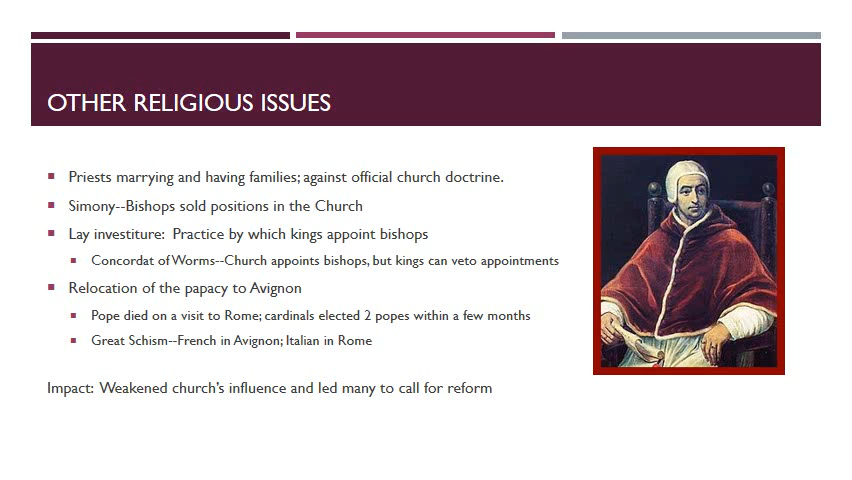 OTHER RELIGIOUS ISSUES
Priests marrying and having families; against official church doctrine.
Simony--Bishops sold positions in the Church
Lay investiture: Practice by which kings appoint bishops
Concordat of Worms--Church appoints bishops, but kings can veto appointments
Relocation of the papacy to Avignon
Pope died on a visit to Rome; cardinals elected 2 popes within a few months
Great Schism--French in Avignon; Italian in Rome
Impact: Weakened church's influence and led many to call for reform